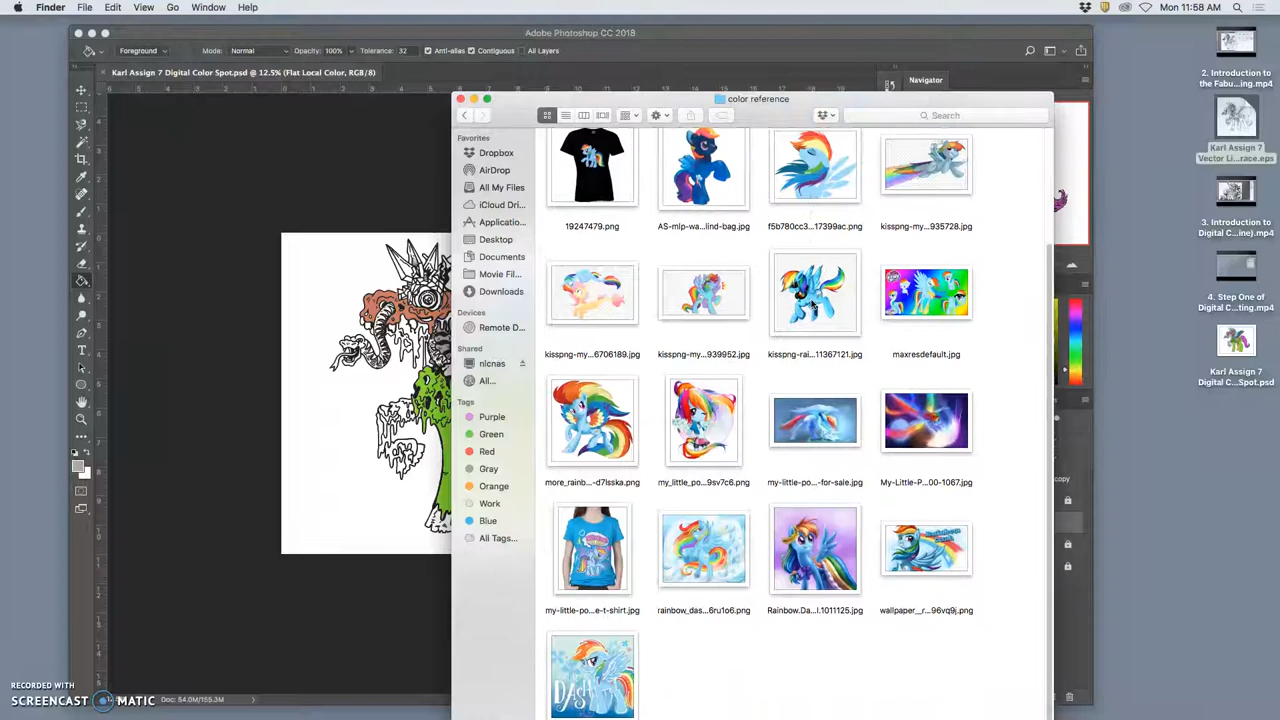 Finder File Edit View Go Window Help Mon 11:58 AM
Adobe Photoshop CC 2018
Foreground Mode: Normal Opacity: 100% Tolerance: 32 Anti-alias Contiguous All Layers
Karl Assign 7 Digital Color Spot.psd @ 12.5% (Flat Local Color, RGB/8)
Navigator
color reference
Search
Favorites
Dropbox
AirDrop
All My Files
iCloud Dri...
Applicatio...
Desktop
Documents
Movie Fil...
Downloads
Devices
Remote D...
Shared
nlcnas
All...
Tags
Purple
Green
Red
Gray
Orange
Work
Blue
All Tags...
19247479.png
AS-mlp-wa...lind-bag.jpg
f5b780cc3...17399ac.png
kisspng-my...935728.jpg
kisspng-my...6706189.jpg
kisspng-my...939952.jpg
kisspng-rai...11367121.jpg
maxresdefault.jpg
more_rainb...-d7lsska.png
my_little_po...9sv7c6.png
my-little-po...-for-sale.jpg
My-Little-P...00-1067.jpg
my-little-po...e-t-shirt.jpg
rainbow_das...6ru1o6.png
Rainbow.Da...l.1011125.jpg
wallpaper__r...96vq9j.png
DASH
2. Introduction to
the Fabu...ing.mp4
Karl Assign 7
Vector Li...race.eps
3. Introduction to
Digital C...ine).mp4
4. Step One of
Digital C...ting.mp4
Karl Assign 7
Digital C...Spot.psd
opy
Doc: 54.0M/155.3M
RECORDED WITH
SCREENCAST MATIC